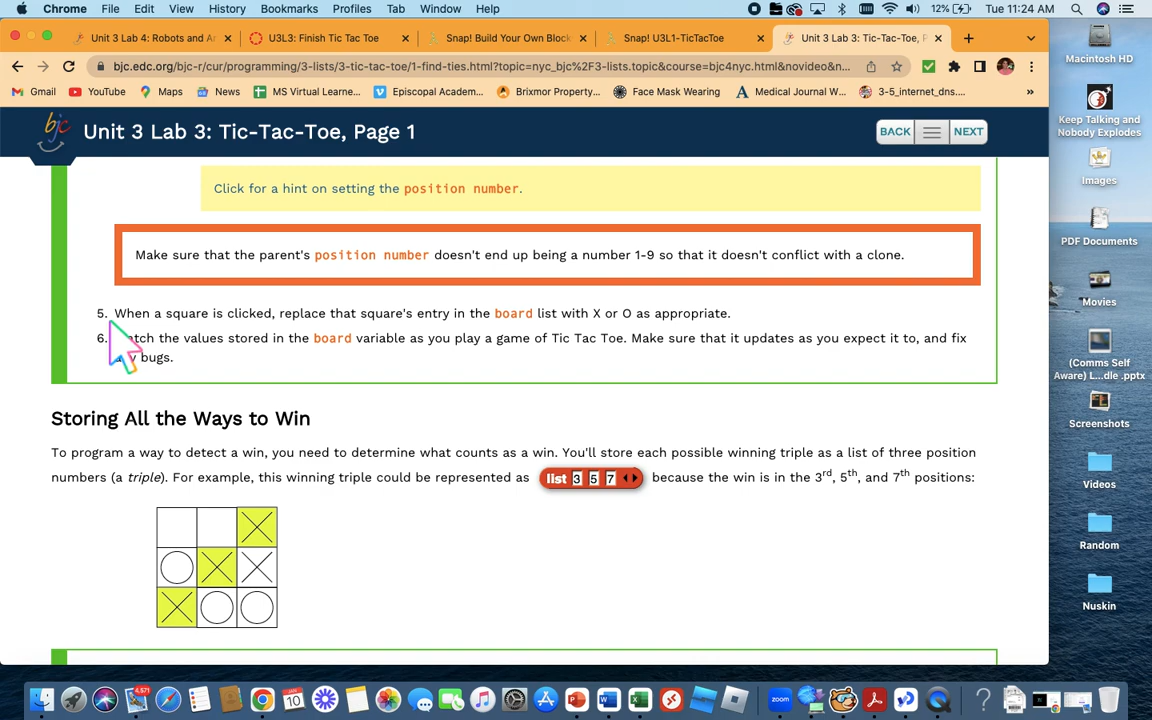 Chrome File Edit View History Bookmarks Profiles Tab Window Help 12% Tue 11:24 AM
Unit 3 Lab 4: Robots and Ar U3L3: Finish Tic Tac Toe Snap! Build Your Own Block Snap! U3L1-TicTacToe Unit 3 Lab 3: Tic-Tac-Toe, P
bjc.edc.org/bjc-r/cur/programming/3-lists/3-tic-tac-toe/1-find-ties.html?topic=nyc_bjc%2F3-lists.topic&course=bjc4nyc.html&novideo&n...
Gmail YouTube Maps News MS Virtual Learne... Episcopal Academ... Brixmor Property... Face Mask Wearing Medical Journal W... 3-5_internet_dns.... »
bjc Unit 3 Lab 3: Tic-Tac-Toe, Page 1 BACK NEXT
Click for a hint on setting the position number.
Make sure that the parent's position number doesn't end up being a number 1-9 so that it doesn't conflict with a clone.
5. When a square is clicked, replace that square's entry in the board list with X or O as appropriate.
6. tch the values stored in the board variable as you play a game of Tic Tac Toe. Make sure that it updates as you expect it to, and fix
y bugs.
Storing All the Ways to Win
To program a way to detect a win, you need to determine what counts as a win. You'll store each possible winning triple as a list of three position
numbers (a triple). For example, this winning triple could be represented as list 3 5 7 because the win is in the 3rd, 5th, and 7th positions:
Macintosh HD
Keep Talking and
Nobody Explodes
Images
PDF Documents
Movies
(Comms Self
Aware) L...dle .pptx
Screenshots
Videos
Random
Nuskin
4,571
JAN
10
zoom